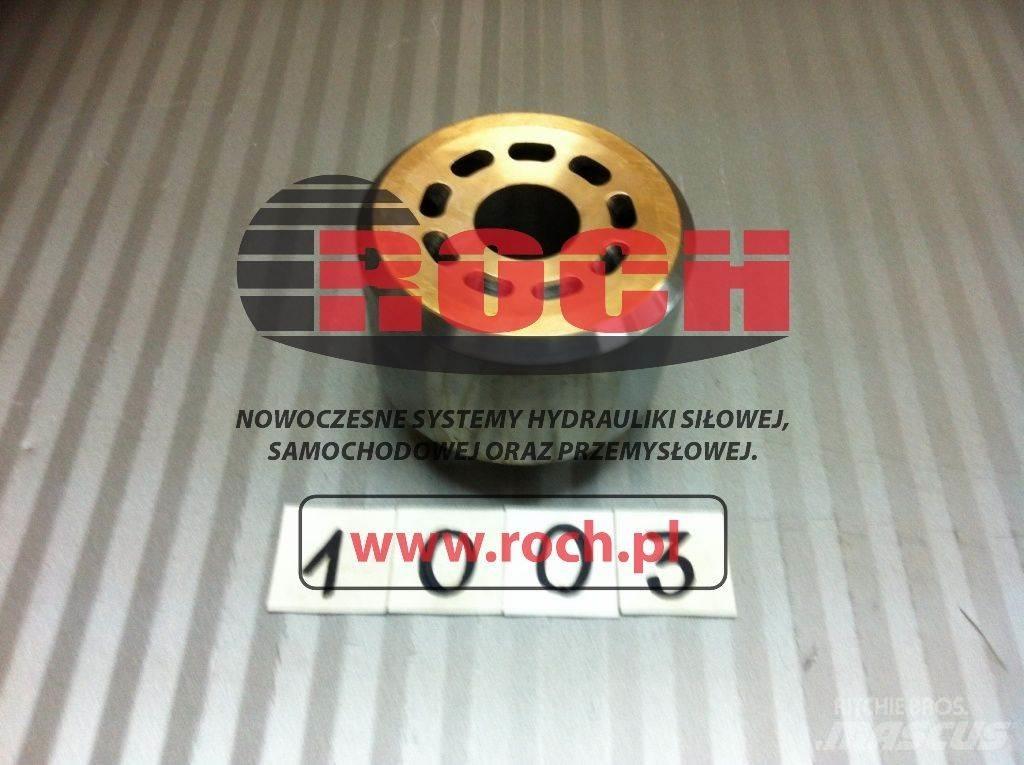 ROCH
NOWOCZESNE SYSTEMY HYDRAULIKI SIŁOWEJ,
SAMOCHODOWEJ ORAZ PRZEMYSŁOWEJ.
www.roch.pl
1003
RITCHIE BROS.
MASCUS